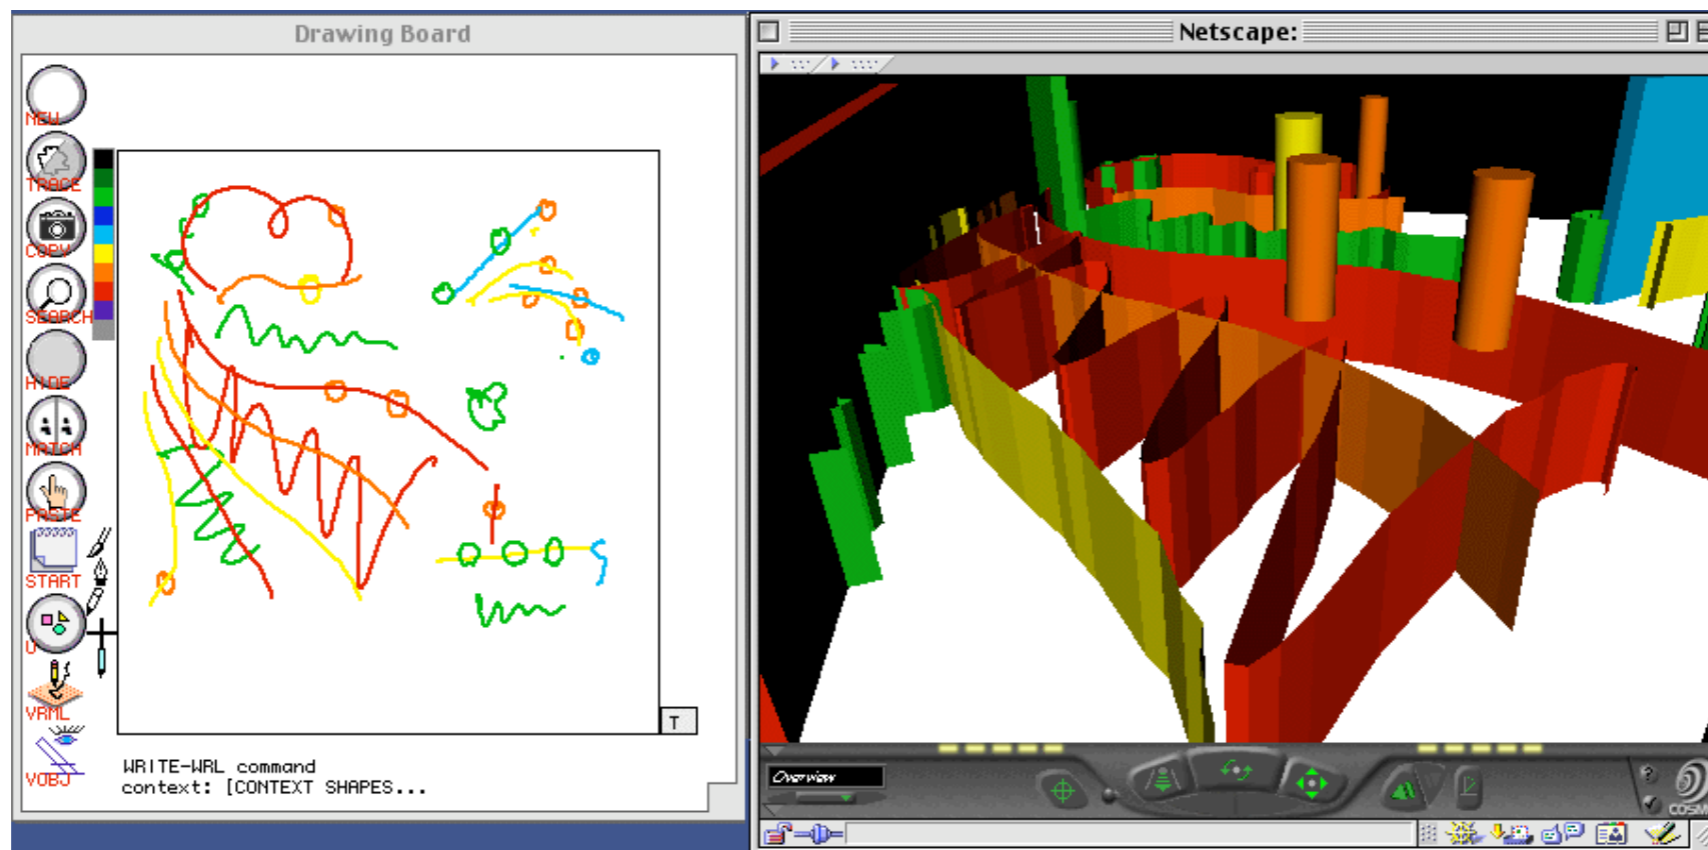 Drawing Board
NEW
TRACE
COPY
SEARCH
HIDE
MATCH
PASTE
START
U
VRML
VOBJ
T
WRITE-WRL command
context: [CONTEXT SHAPES...
Netscape:
Overview
?
COSM